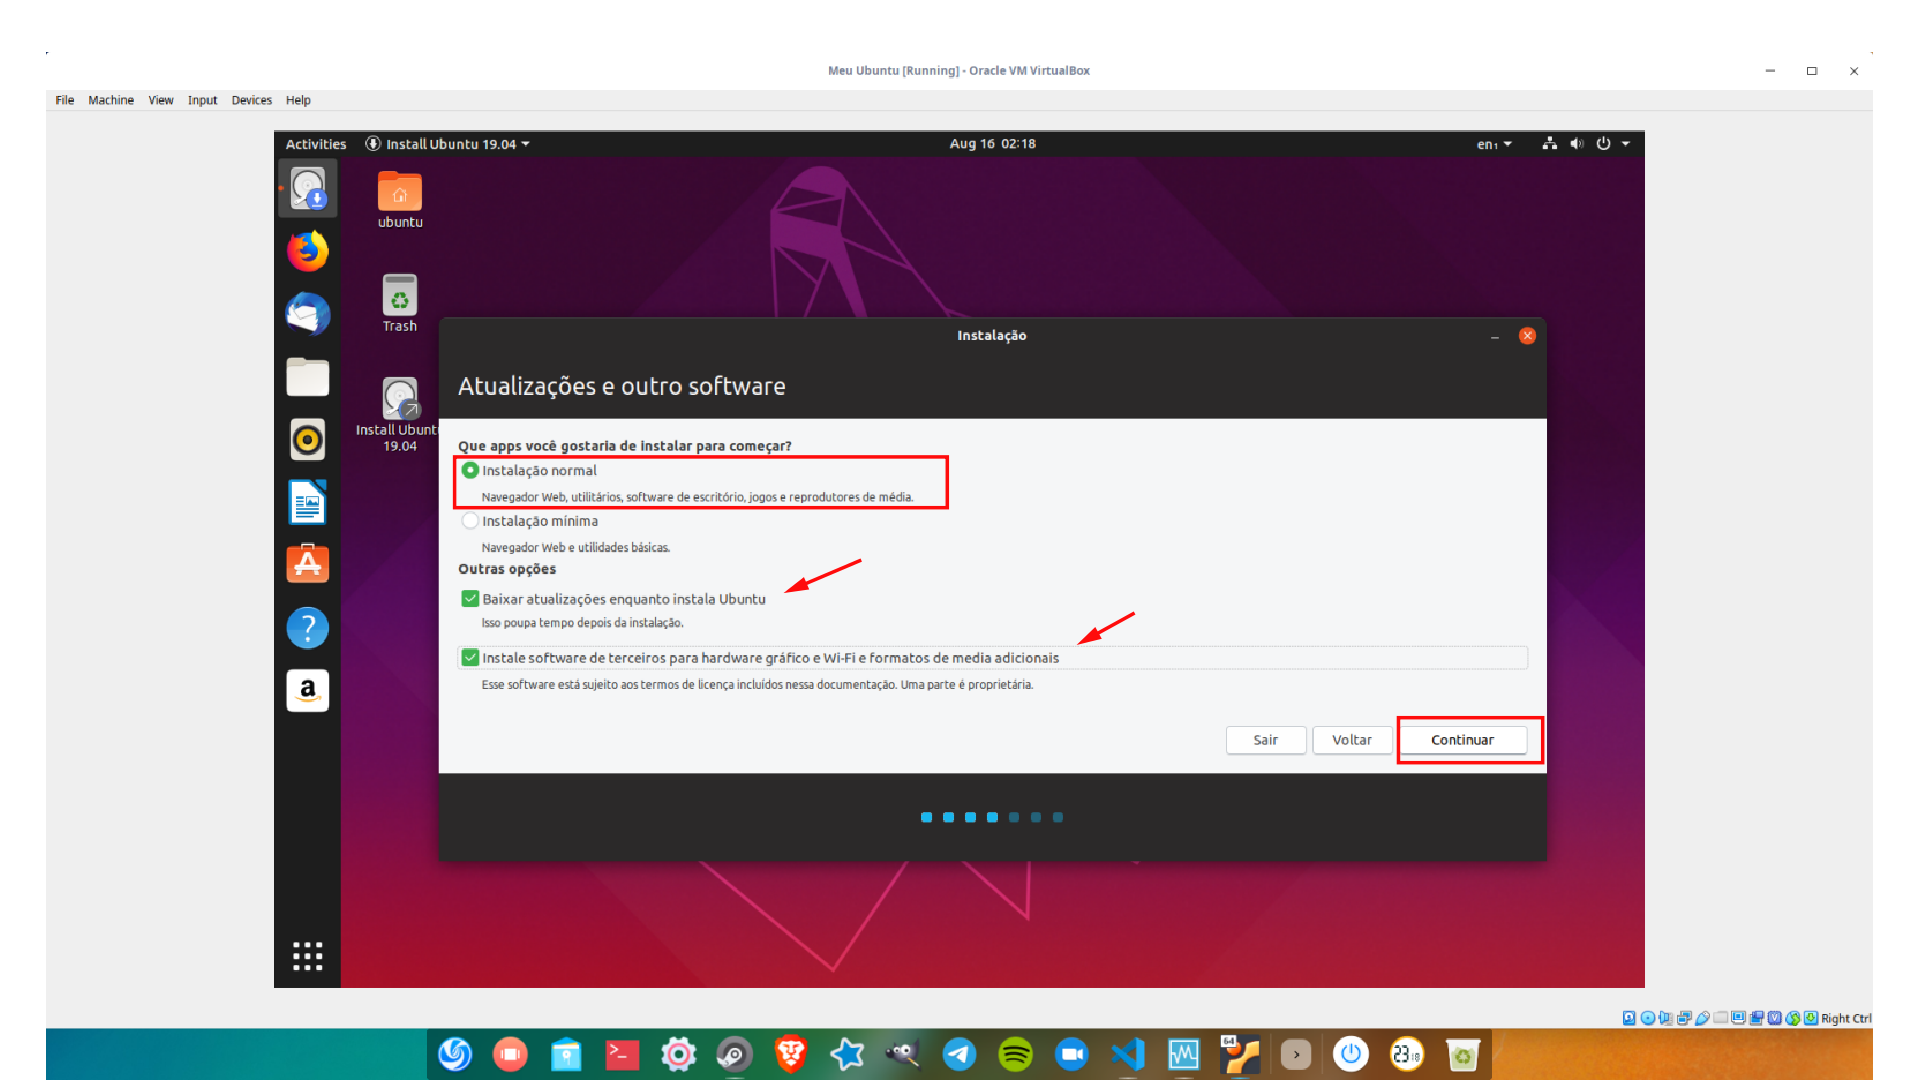 Meu Ubuntu [Running] - Oracle VM VirtualBox
File Machine View Input Devices Help
Activities Install Ubuntu 19.04 Aug 16 02:18 en₁
ubuntu
Trash
Install Ubunt
19.04
Instalação
Atualizações e outro software
Que apps você gostaria de instalar para começar?
Instalação normal
Navegador Web, utilitários, software de escritório, jogos e reprodutores de média.
Instalação mínima
Navegador Web e utilidades básicas.
Outras opções
Baixar atualizações enquanto instala Ubuntu
Isso poupa tempo depois da instalação.
Instale software de terceiros para hardware gráfico e Wi-Fi e formatos de media adicionais
Esse software está sujeito aos termos de licença incluídos nessa documentação. Uma parte é proprietária.
Sair Voltar Continuar
Right Ctrl
64
23:18